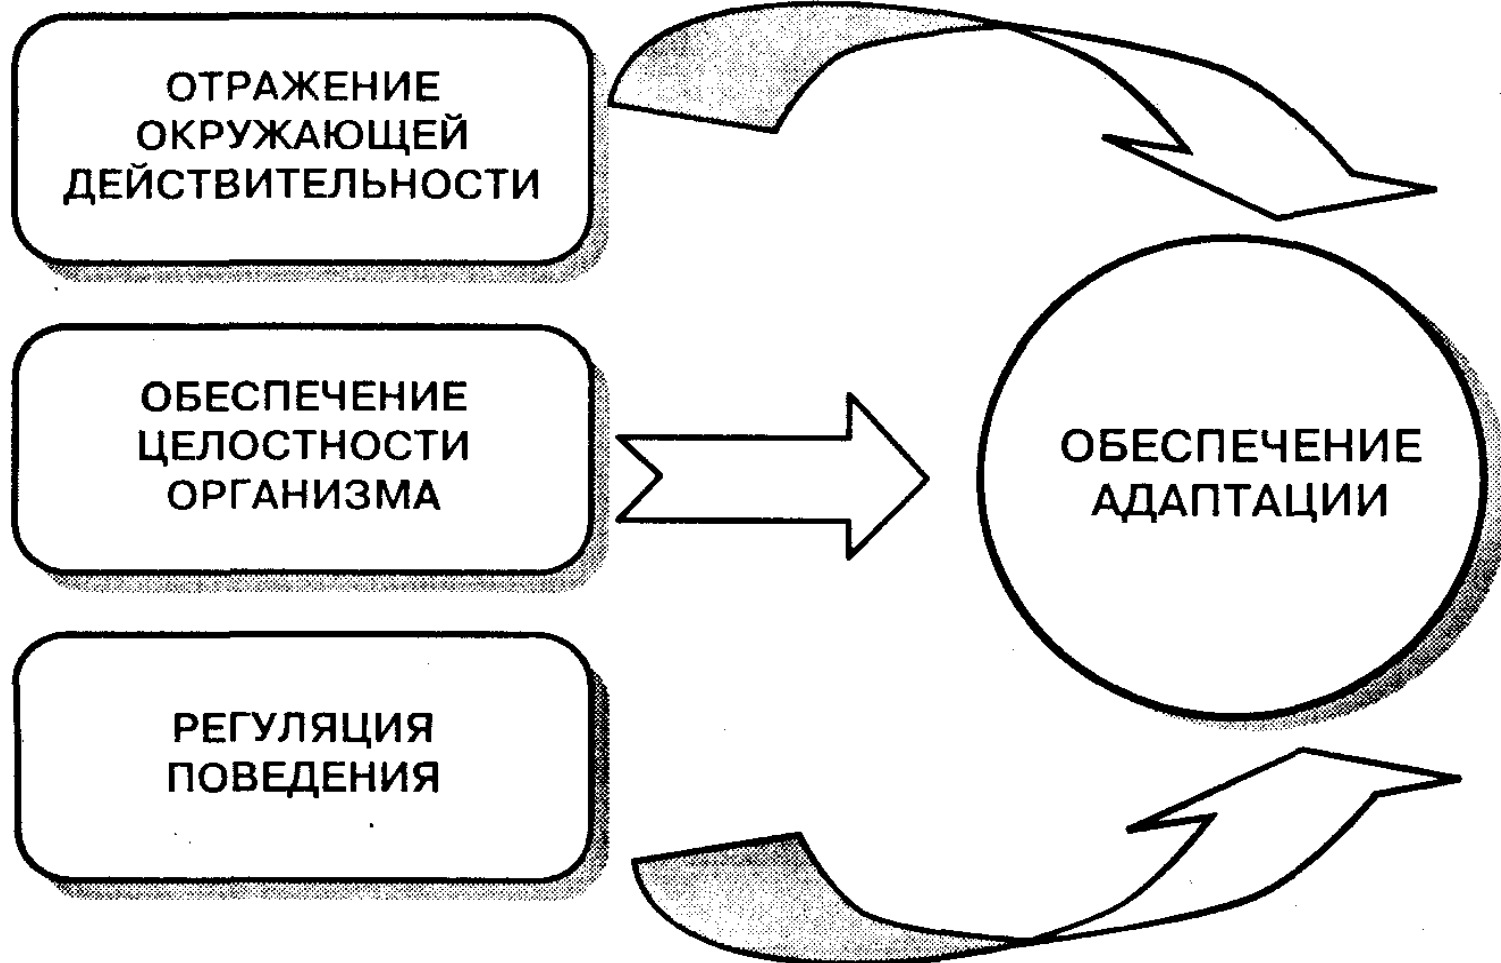 ОТРАЖЕНИЕ
ОКРУЖАЮЩЕЙ
ДЕЙСТВИТЕЛЬНОСТИ
ОБЕСПЕЧЕНИЕ
ЦЕЛОСТНОСТИ
ОРГАНИЗМА
РЕГУЛЯЦИЯ
ПОВЕДЕНИЯ
ОБЕСПЕЧЕНИЕ
АДАПТАЦИИ